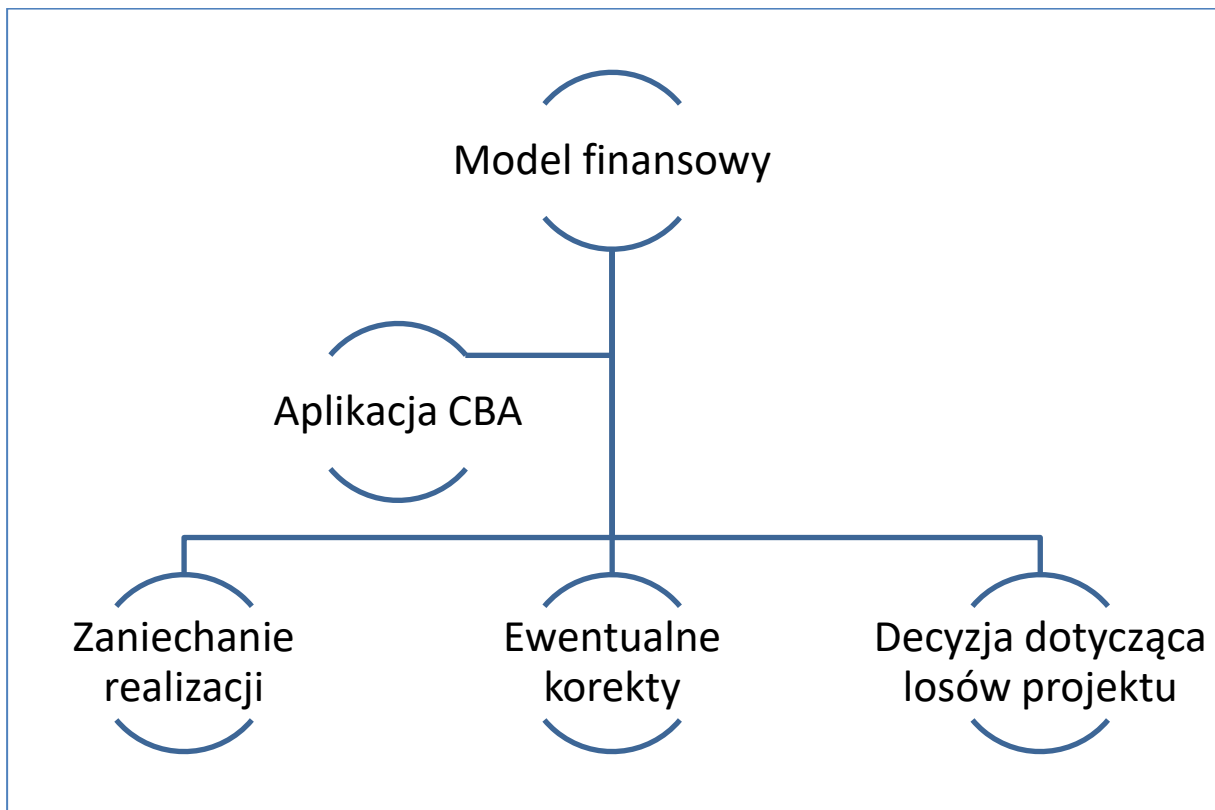 Model finansowy
Aplikacja CBA
Zaniechanie
realizacji
Ewentualne
korekty
Decyzja dotycząca
losów projektu